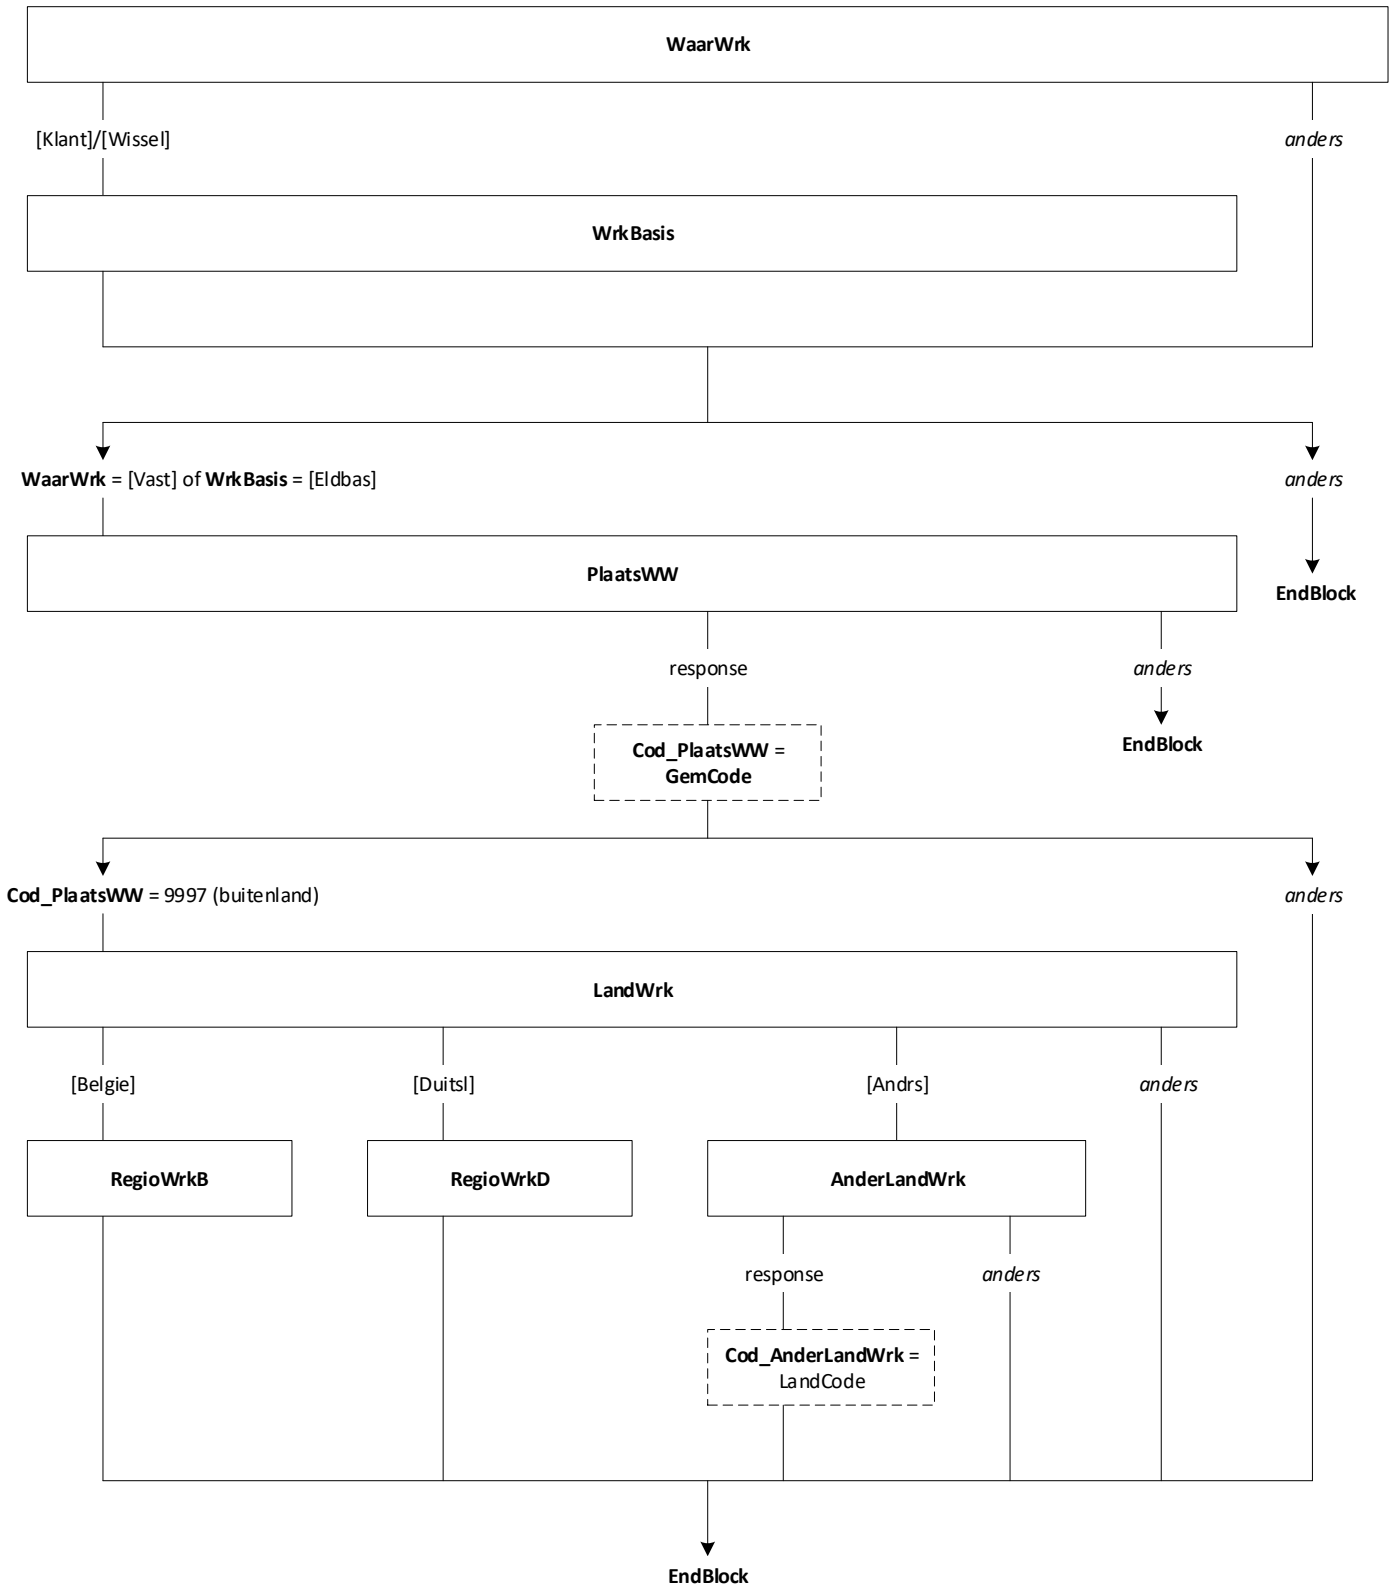 WaarWrk
[Klant]/[Wissel]
anders
WrkBasis
WaarWrk = [Vast] of WrkBasis = [Eldbas]
anders
PlaatsWW
EndBlock
response
anders
Cod_PlaatsWW =
GemCode
EndBlock
Cod_PlaatsWW = 9997 (buitenland)
anders
LandWrk
[Belgie]
[Duitsl]
[Andrs]
anders
RegioWrkB
RegioWrkD
AnderLandWrk
response
anders
Cod_AnderLandWrk =
LandCode
EndBlock